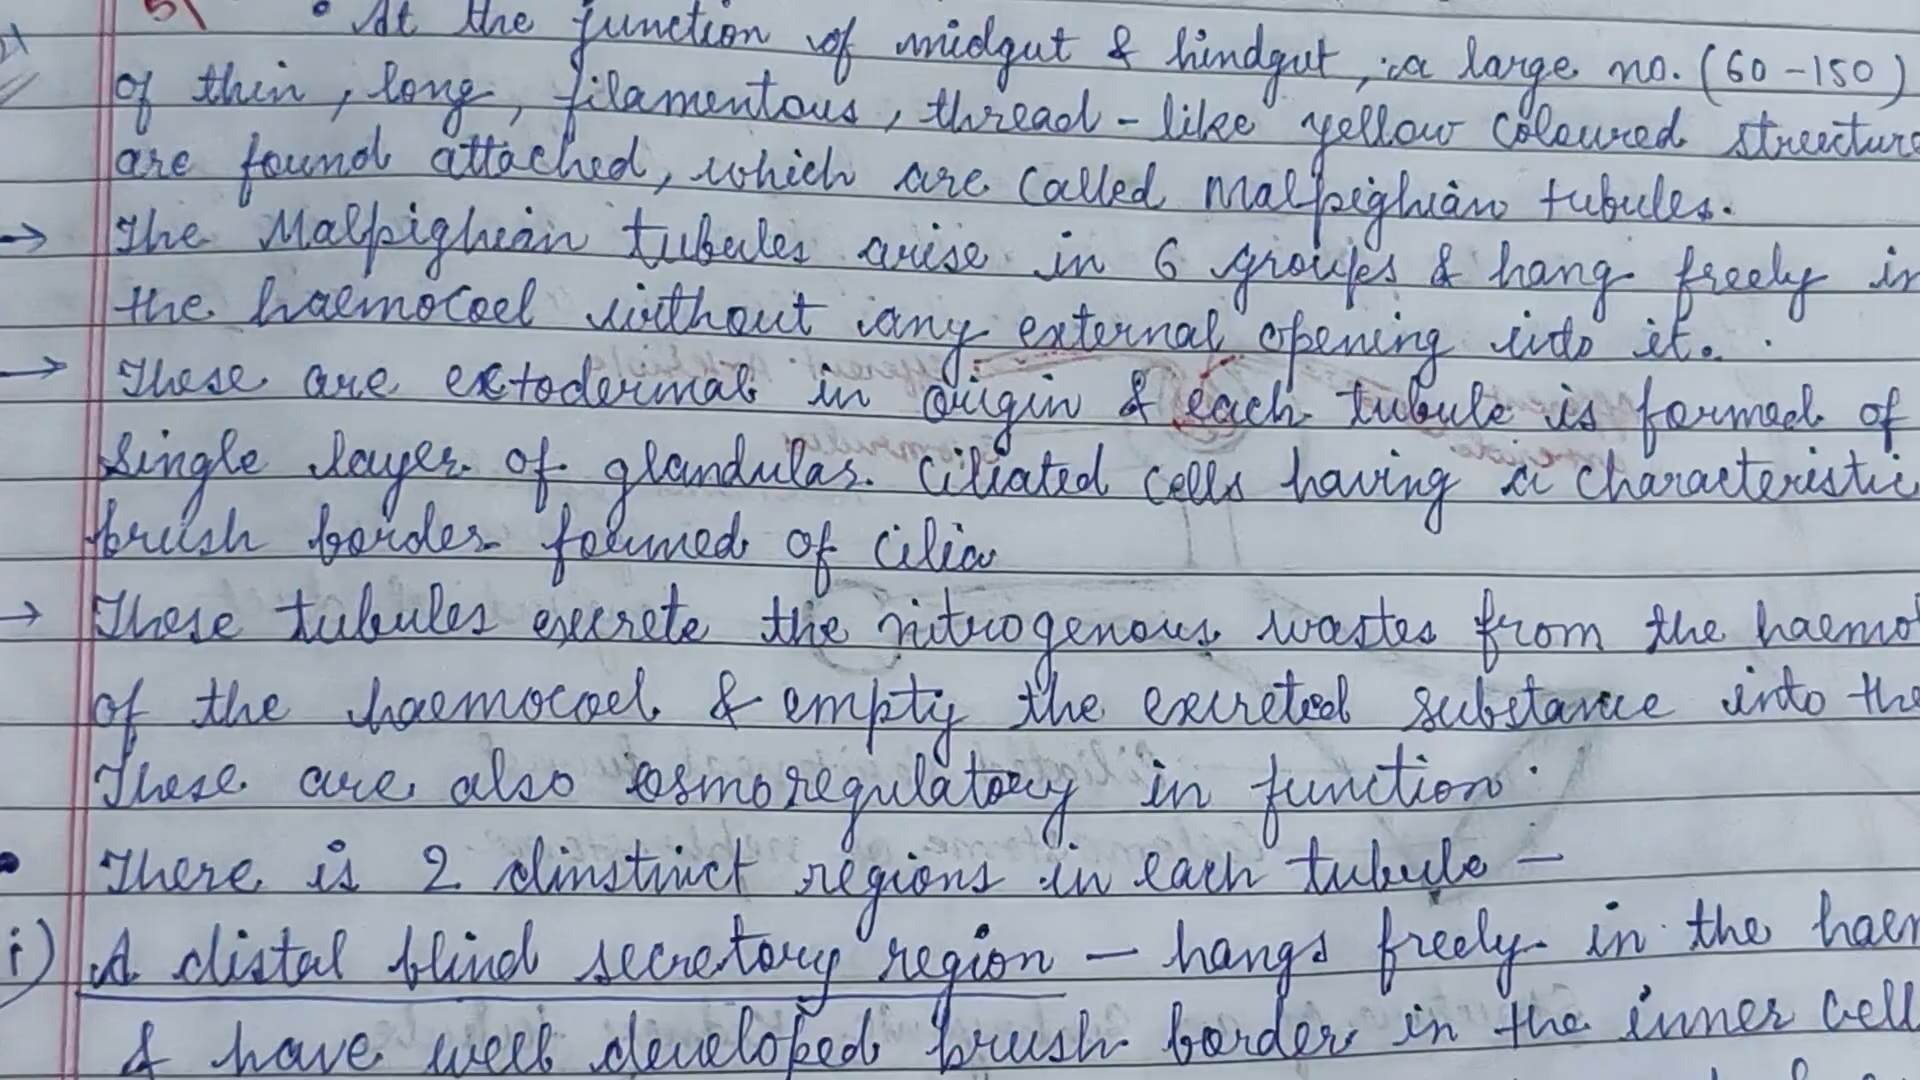 5)
• At the junction of midgut & hindgut, a large no. (60-150)
of thin, long, filamentous, thread-like yellow coloured structure
are found attached, which are called Malpighian tubules.
→ The Malpighian tubules arise in 6 groups & hang freely in
the haemocoel without any external opening into it.
→ These are ectodermal in origin & each tubule is formed of
single layer of glandular ciliated cells having a characteristic
brush border formed of cilia
→ These tubules excrete the nitrogenous wastes from the haemo
of the haemocoel & empty the excreted substance into the
These are also osmoregulatory in function.
• There is 2 dinstinct regions in each tubule -
i) A distal blind secretory region - hangs freely in the haem
& have well developed brush border in the inner cell